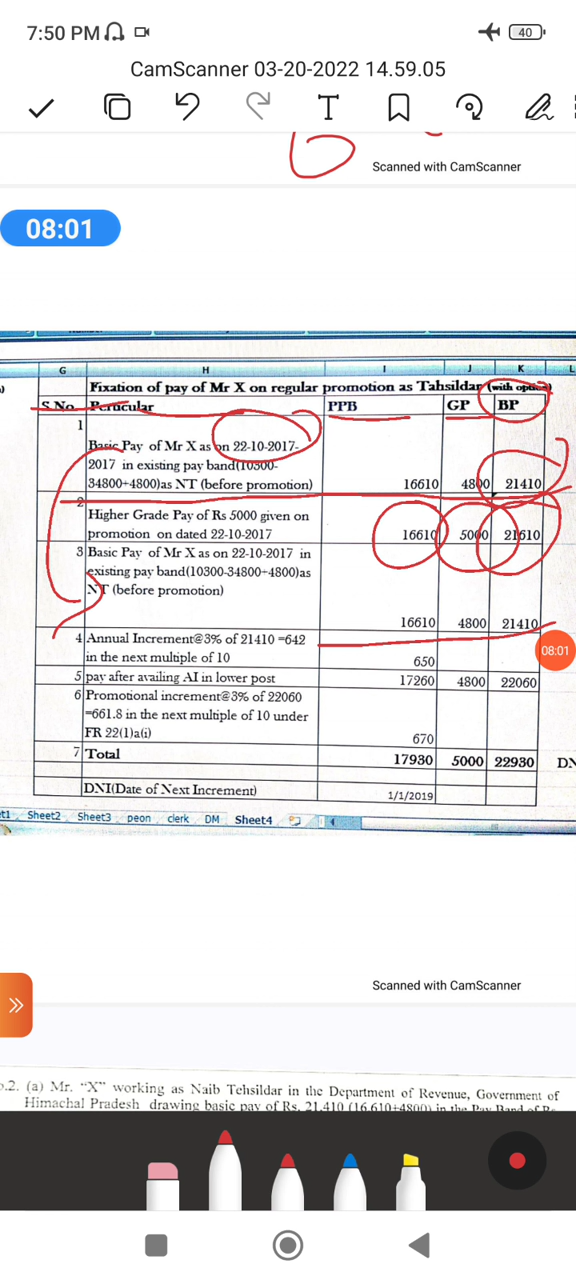 7:50 PM
40
CamScanner 03-20-2022 14.59.05
T
Scanned with CamScanner
08:01
G H I J K L
Fixation of pay of Mr X on regular promotion as Tahsildar (with option)
S.No. Perticular PPB GP BP
1
Basic Pay of Mr X as on 22-10-2017-
2017 in existing pay band(10300-
34800+4800)as NT (before promotion) 16610 4800 21410
2
Higher Grade Pay of Rs 5000 given on
promotion on dated 22-10-2017 16610 5000 21610
3 Basic Pay of Mr X as on 22-10-2017 in
existing pay band(10300-34800+4800)as
NT (before promotion)
16610 4800 21410
4 Annual Increment@3% of 21410 =642
in the next multiple of 10 650
08:01
5 pay after availing AI in lower post 17260 4800 22060
6 Promotional increment@3% of 22060
=661.8 in the next multiple of 10 under
FR 22(1)a(i) 670
7 Total 17930 5000 22930
DNI(Date of Next Increment) 1/1/2019
Sheet2 Sheet3 peon clerk DM Sheet4
Scanned with CamScanner
.2. (a) Mr. "X" working as Naib Tehsildar in the Department of Revenue, Government of
Himachal Pradesh drawing basic pay of Rs. 21,410 (16,610+4800) in the Pay Band of